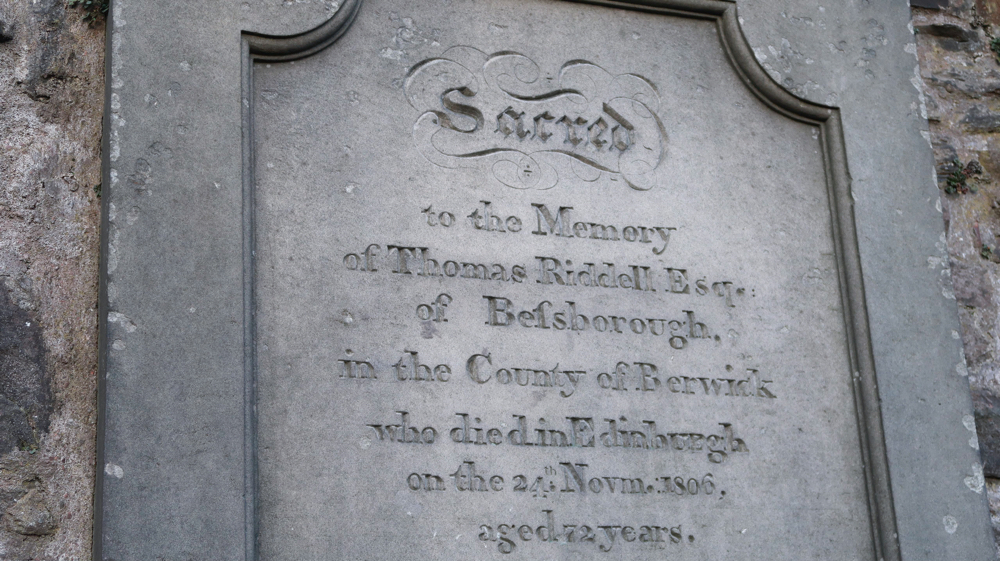 Sacred
to the Memory
of Thomas Riddell Esq.:
of Beſsborough,
in the County of Berwick
who died in Edinburgh
on the 24th Novm. 1806,
aged 72 years.